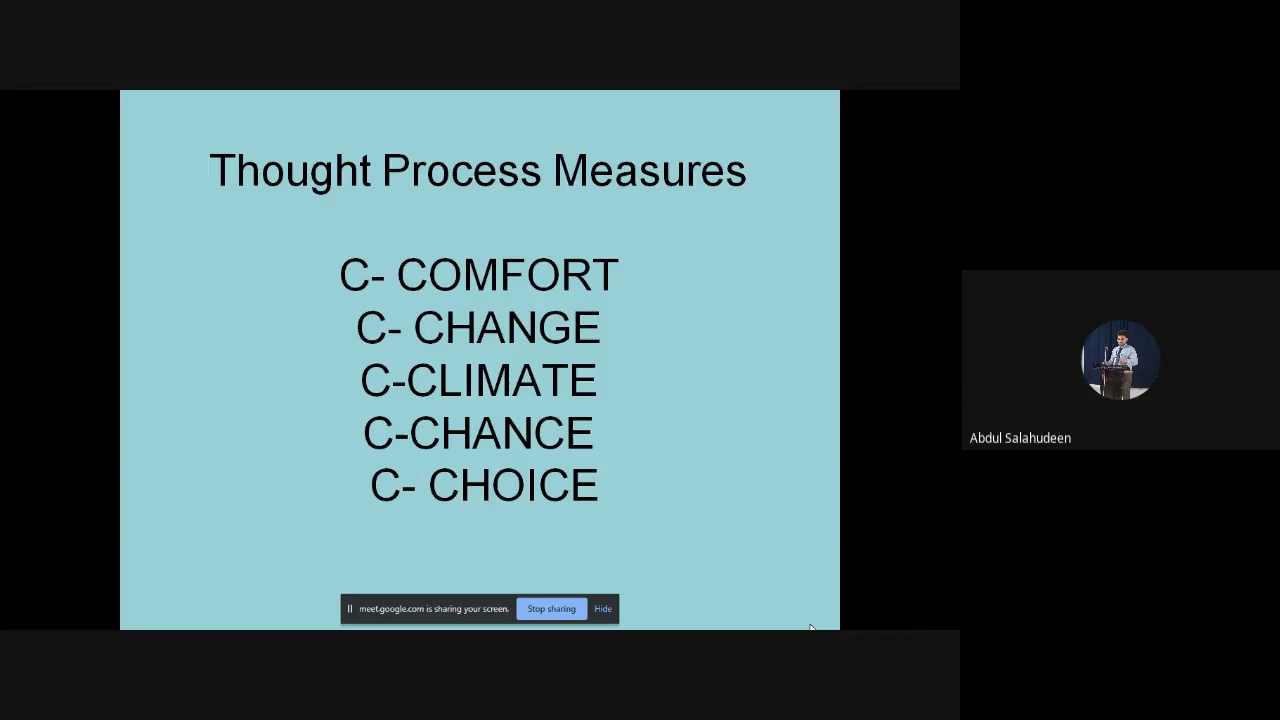 Thought Process Measures
C- COMFORT
C- CHANGE
C-CLIMATE
C-CHANCE
C- CHOICE
meet.google.com is sharing your screen. Stop sharing Hide
Abdul Salahudeen